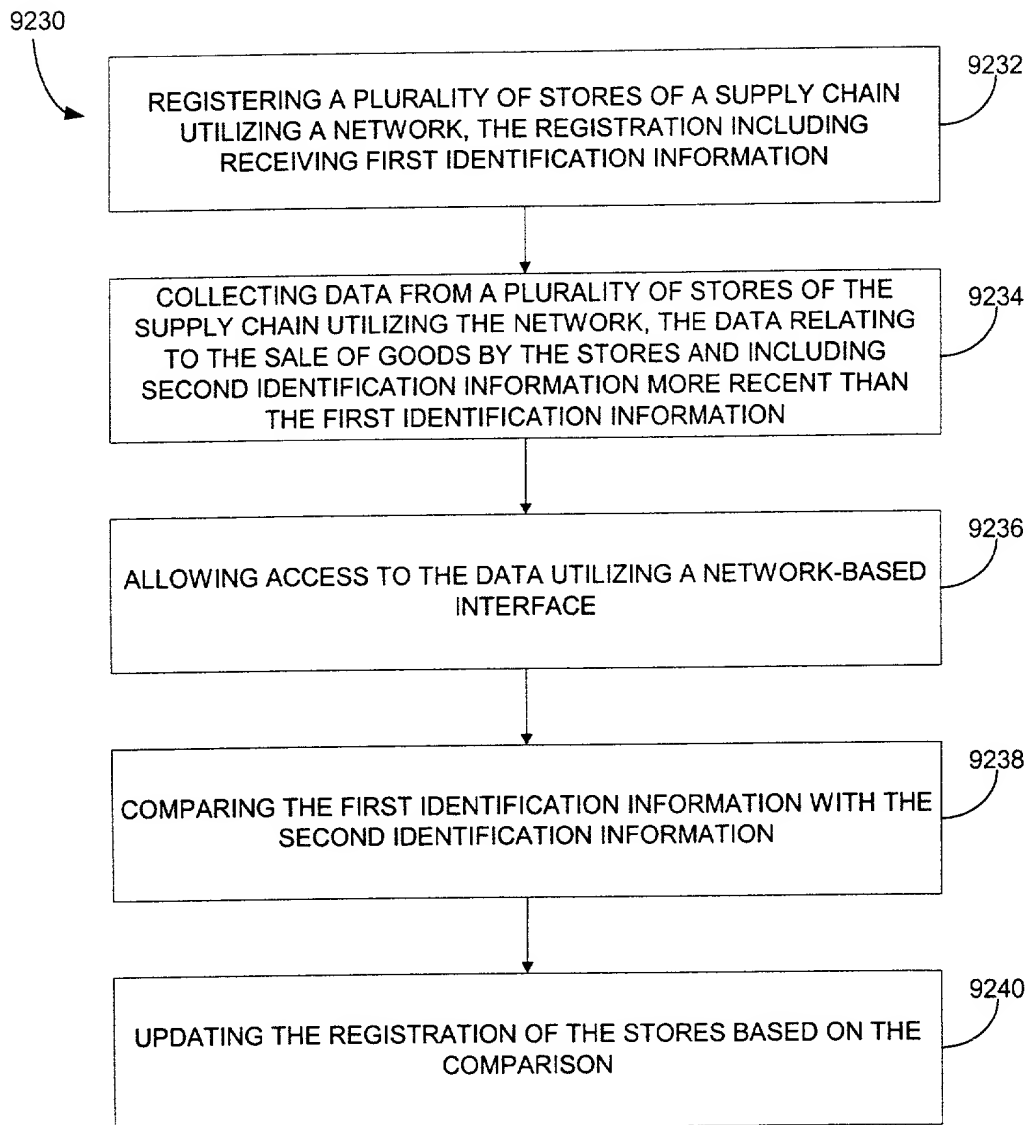 9230
9232
REGISTERING A PLURALITY OF STORES OF A SUPPLY CHAIN
UTILIZING A NETWORK, THE REGISTRATION INCLUDING
RECEIVING FIRST IDENTIFICATION INFORMATION
9234
COLLECTING DATA FROM A PLURALITY OF STORES OF THE
SUPPLY CHAIN UTILIZING THE NETWORK, THE DATA RELATING
TO THE SALE OF GOODS BY THE STORES AND INCLUDING
SECOND IDENTIFICATION INFORMATION MORE RECENT THAN
THE FIRST IDENTIFICATION INFORMATION
9236
ALLOWING ACCESS TO THE DATA UTILIZING A NETWORK-BASED
INTERFACE
9238
COMPARING THE FIRST IDENTIFICATION INFORMATION WITH THE
SECOND IDENTIFICATION INFORMATION
9240
UPDATING THE REGISTRATION OF THE STORES BASED ON THE
COMPARISON